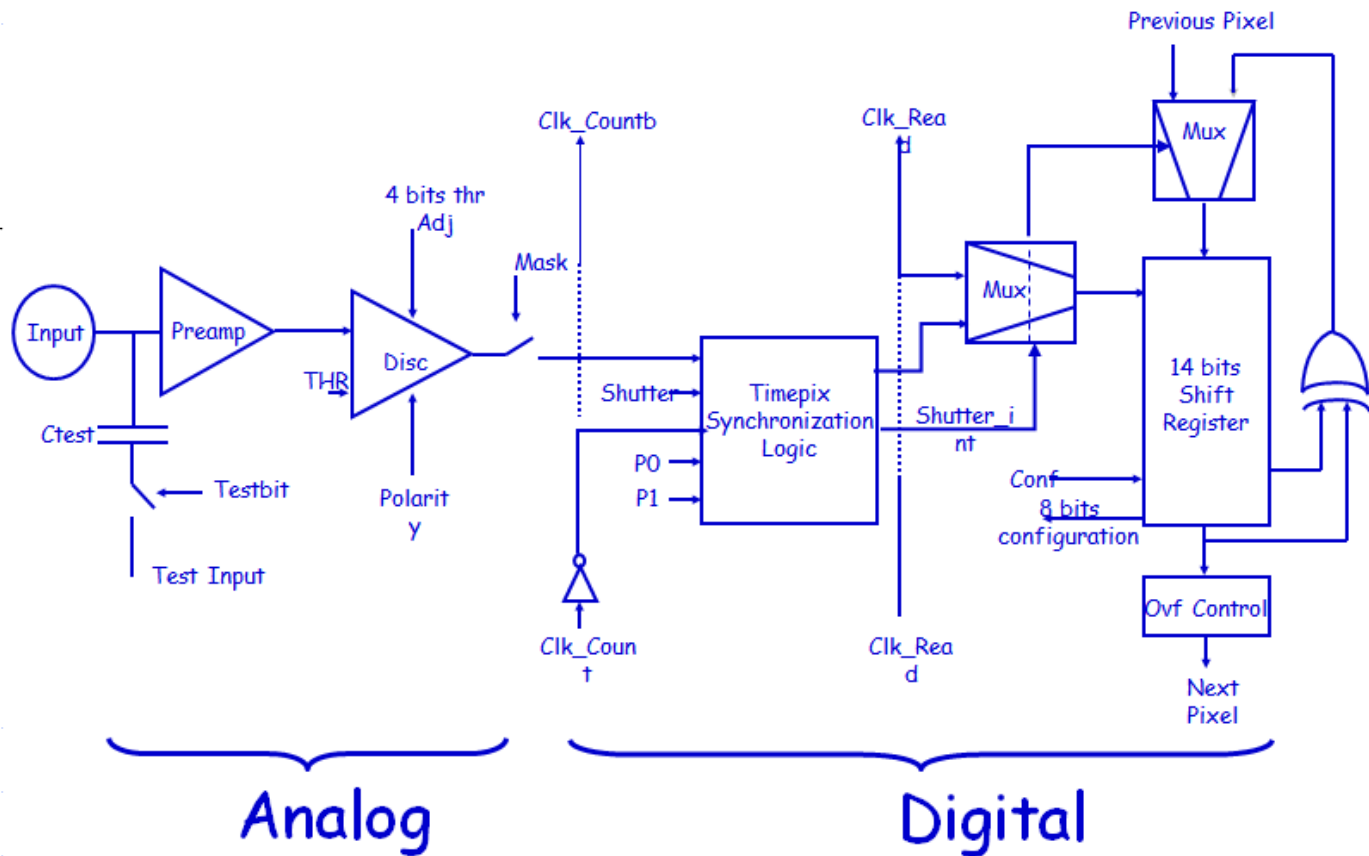 Previous Pixel
Clk_Countb
Clk_Rea
d
Mux
4 bits thr
Adj
Mask
Input
Preamp
Disc
THR
Mux
Shutter
Timepix
Synchronization
Logic
14 bits
Shift
Register
Shutter_i
nt
Ctest
P0
P1
Conf
8 bits
configuration
Testbit
Polarit
y
Test Input
Ovf Control
Clk_Coun
t
Clk_Rea
d
Next
Pixel
Analog
Digital